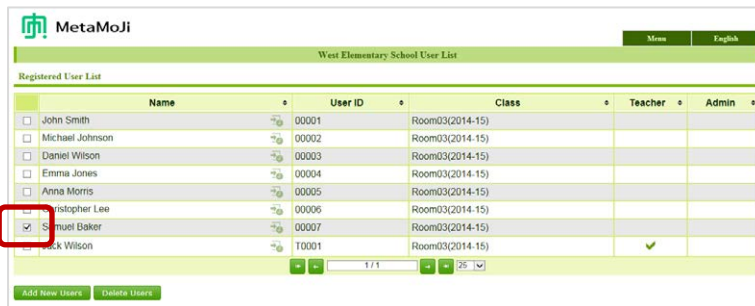 MetaMoJi
Menu English
West Elementary School User List
Registered User List
Name User ID Class Teacher Admin
John Smith 00001 Room03(2014-15)
Michael Johnson 00002 Room03(2014-15)
Daniel Wilson 00003 Room03(2014-15)
Emma Jones 00004 Room03(2014-15)
Anna Morris 00005 Room03(2014-15)
Christopher Lee 00006 Room03(2014-15)
Samuel Baker 00007 Room03(2014-15)
Jack Wilson T0001 Room03(2014-15)
1 / 1 25
Add New Users Delete Users